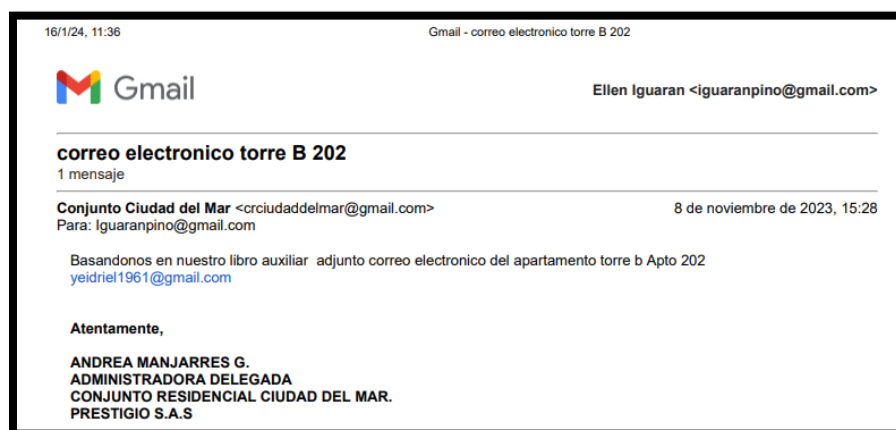 16/1/24, 11:36 Gmail - correo electronico torre B 202
Gmail Ellen Iguaran <iguaranpino@gmail.com>
correo electronico torre B 202
1 mensaje
Conjunto Ciudad del Mar <crciudaddelmar@gmail.com> 8 de noviembre de 2023, 15:28
Para: Iguaranpino@gmail.com
Basandonos en nuestro libro auxiliar adjunto correo electronico del apartamento torre b Apto 202
yeidriel1961@gmail.com
Atentamente,
ANDREA MANJARRES G.
ADMINISTRADORA DELEGADA
CONJUNTO RESIDENCIAL CIUDAD DEL MAR.
PRESTIGIO S.A.S